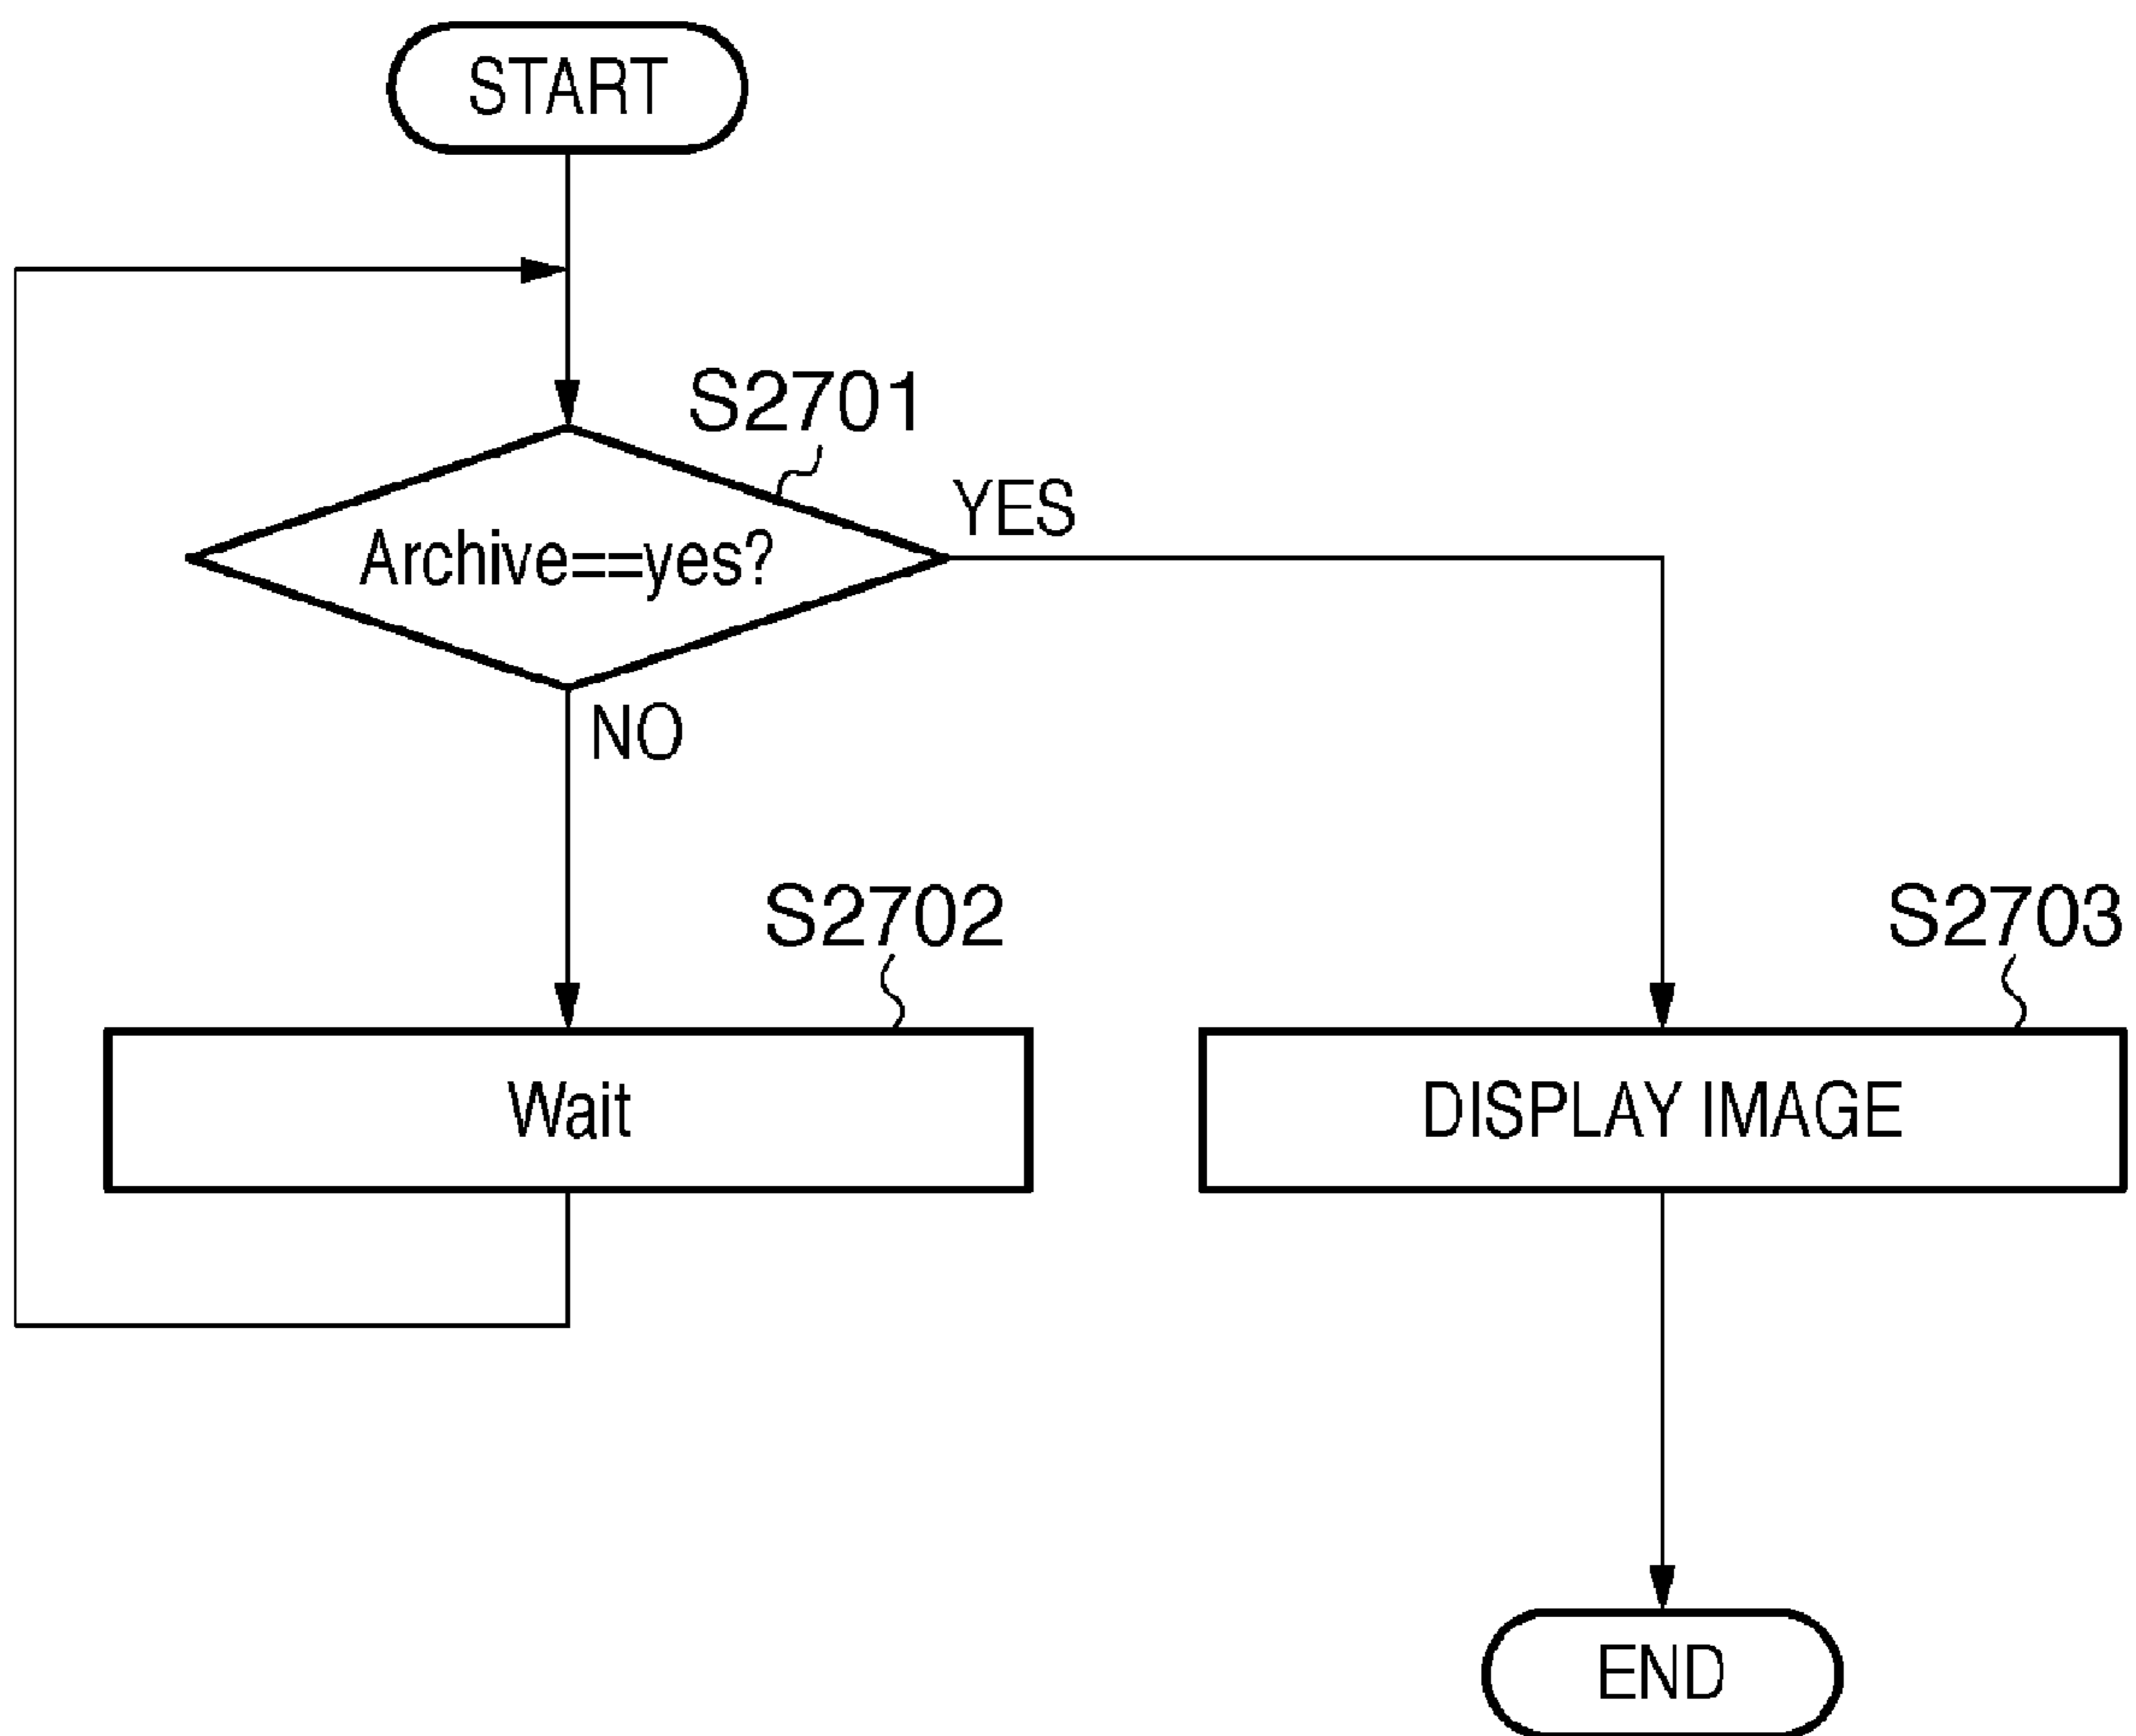 START
S2701
YES
Archive==yes?
NO
S2702
S2703
Wait
DISPLAY IMAGE
END